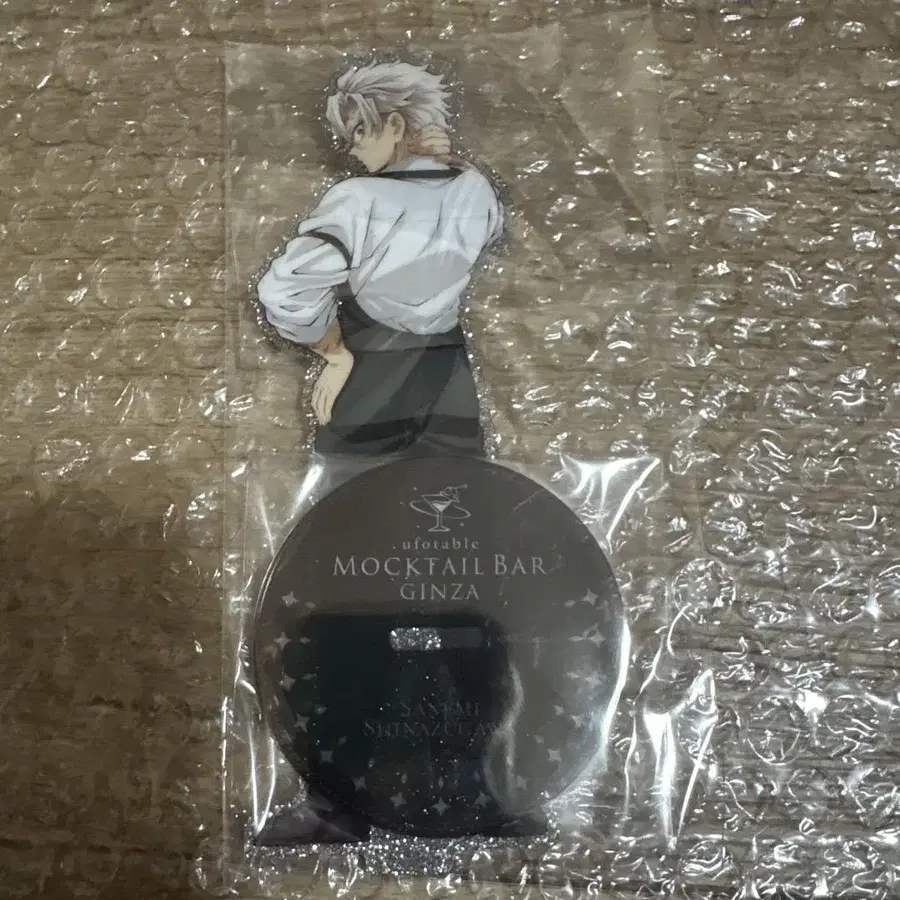 ufotable
MOCKTAIL BAR
GINZA
SANEMI
SHINAZUGAWA